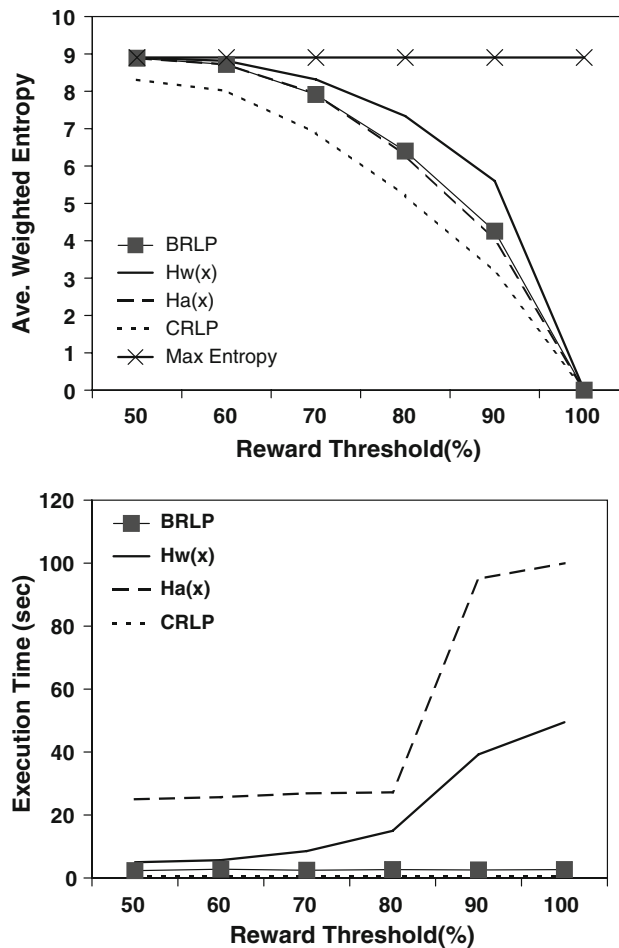 10
9
8
7
6
5
4
3
2
1
0
Ave. Weighted Entropy
BRLP
Hw(x)
Ha(x)
CRLP
Max Entropy
50 60 70 80 90 100
Reward Threshold(%)
120
100
80
60
40
20
0
Execution Time (sec)
BRLP
Hw(x)
Ha(x)
CRLP
50 60 70 80 90 100
Reward Threshold(%)